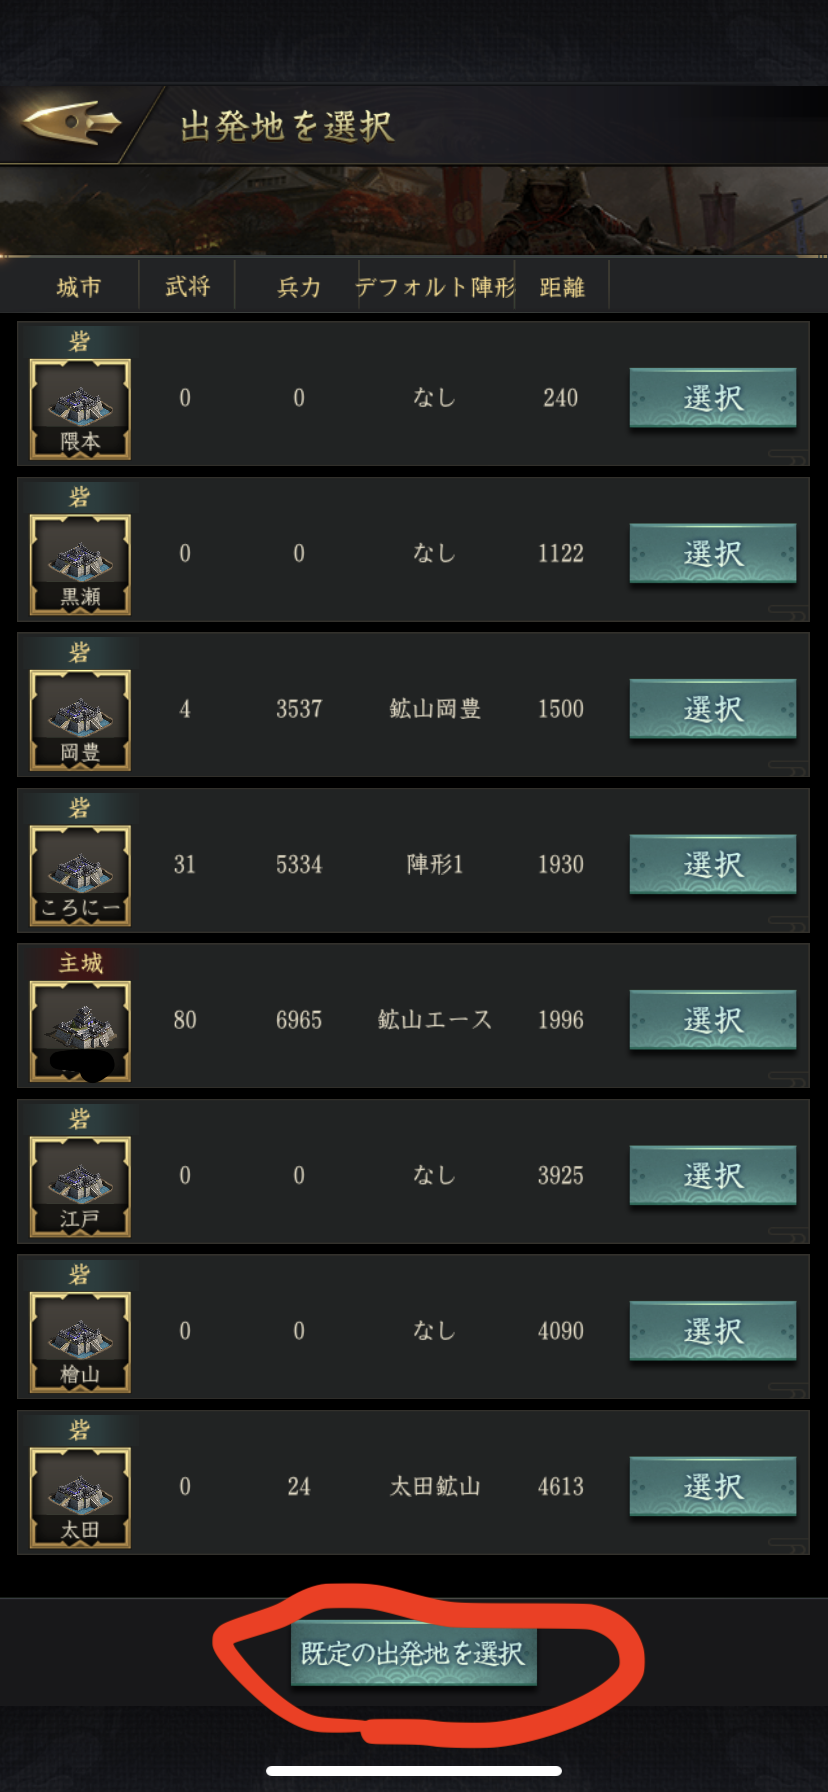 出発地を選択
城市 武将 兵力 デフォルト陣形 距離
砦
隈本 0 0 なし 240 選択
砦
黒瀬 0 0 なし 1122 選択
砦
岡豊 4 3537 鉱山岡豊 1500 選択
砦
ころにー 31 5334 陣形1 1930 選択
主城
80 6965 鉱山エース 1996 選択
砦
江戸 0 0 なし 3925 選択
砦
檜山 0 0 なし 4090 選択
砦
太田 0 24 太田鉱山 4613 選択
既定の出発地を選択